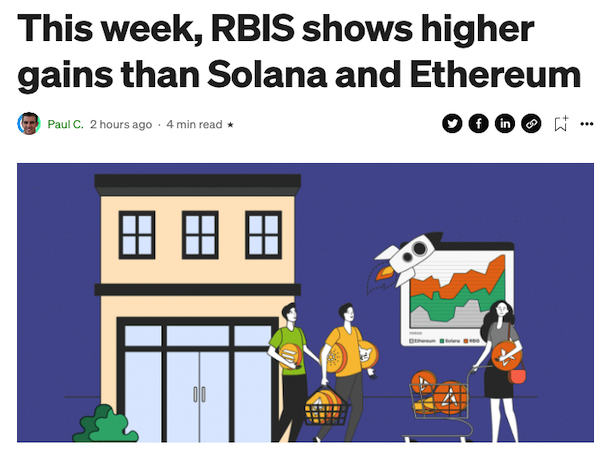 This week, RBIS shows higher
gains than Solana and Ethereum
Paul C. 2 hours ago · 4 min read ★
Ethereum Solana RBIS